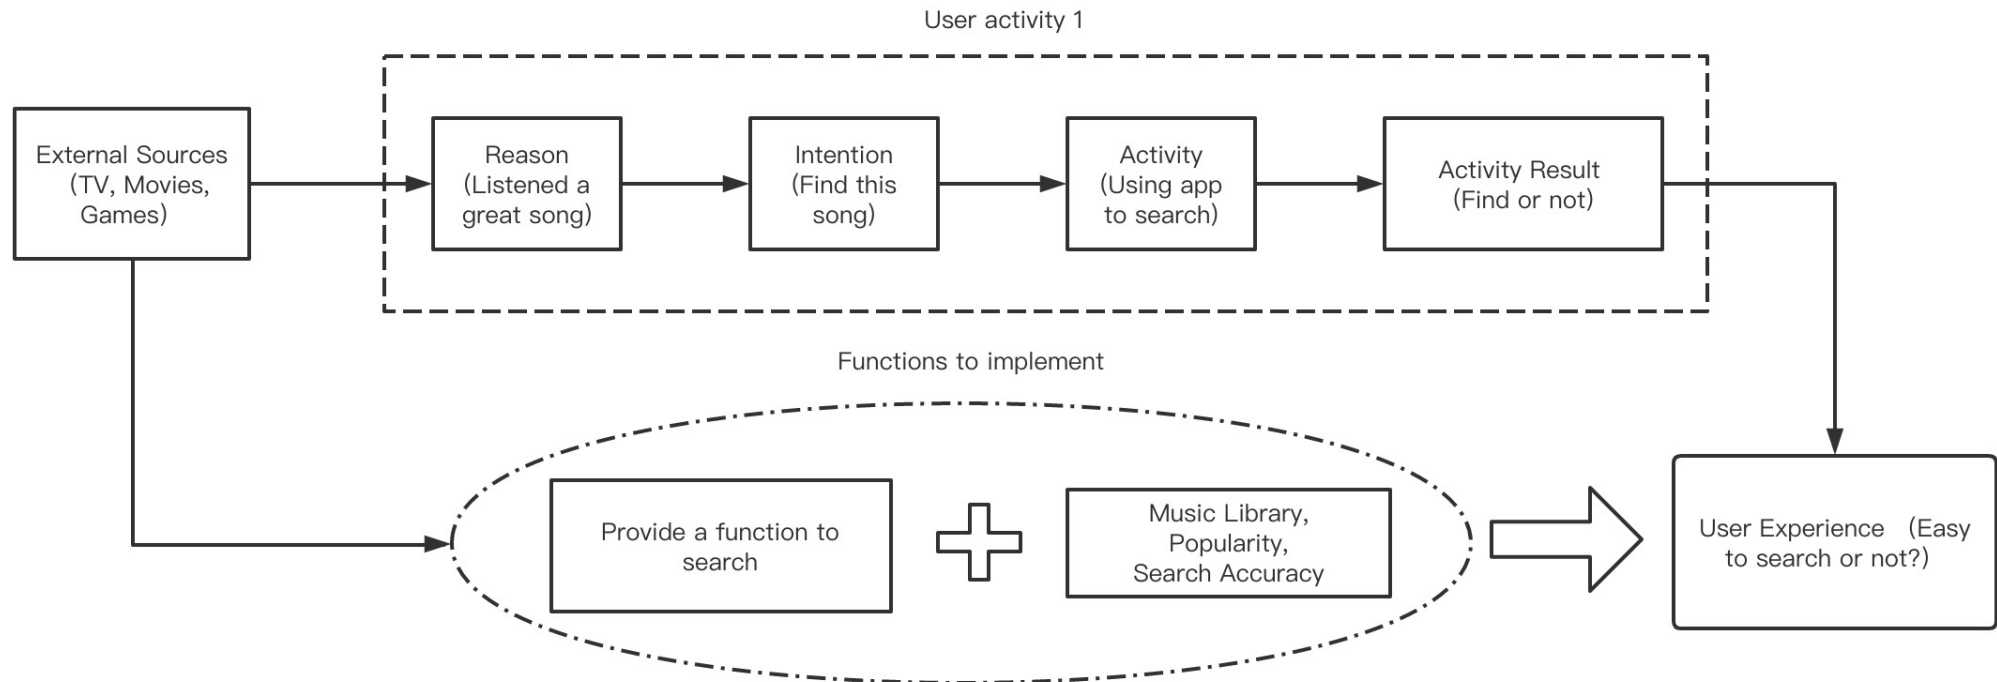 User activity 1
External Sources
(TV, Movies,
Games)
Reason
(Listened a
great song)
Intention
(Find this
song)
Activity
(Using app
to search)
Activity Result
(Find or not)
Functions to implement
Provide a function to
search
Music Library,
Popularity,
Search Accuracy
User Experience （Easy
to search or not?)